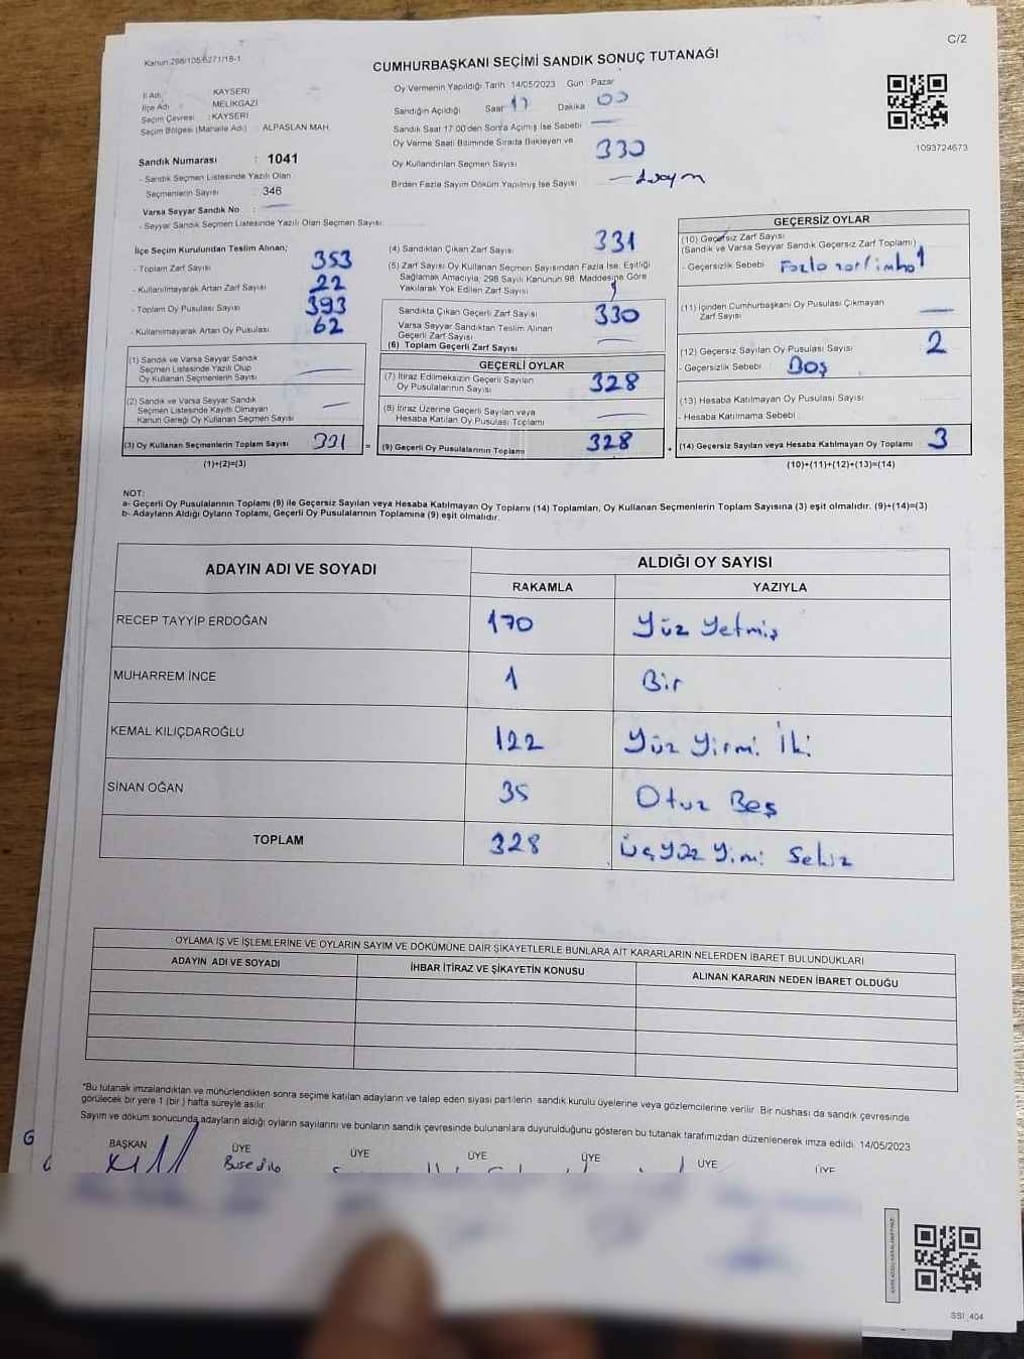 C/2
Kanun 298/105,6271/18-1
CUMHURBAŞKANI SEÇİMİ SANDIK SONUÇ TUTANAĞI
İl Adı : KAYSERİ
İlçe Adı : MELİKGAZİ
Seçim Çevresi : KAYSERİ
Seçim Bölgesi (Mahalle Adı) : ALPASLAN MAH.
Sandık Numarası : 1041
- Sandık Seçmen Listesinde Yazılı Olan
Seçmenlerin Sayısı : 346
Varsa Seyyar Sandık No :
- Seyyar Sandık Seçmen Listesinde Yazılı Olan Seçmen Sayısı:
Oy Vermenin Yapıldığı Tarih 14/05/2023 Gün : Pazar
Sandığın Açıldığı Saat 17 Dakika 00
Sandık Saat 17.00'den Sonra Açılmış İse Sebebi
Oy Verme Saati Bitiminde Sırada Bekleyen ve
Oy Kullandırılan Seçmen Sayısı 330
Birden Fazla Sayım Döküm Yapılmış İse Sayısı
1093724673
İlçe Seçim Kurulundan Teslim Alınan;
- Toplam Zarf Sayısı 353
- Kullanılmayarak Artan Zarf Sayısı 22
- Toplam Oy Pusulası Sayısı 393
- Kullanılmayarak Artan Oy Pusulası 62
(1) Sandık ve Varsa Seyyar Sandık
Seçmen Listesinde Yazılı Olup
Oy Kullanan Seçmenlerin Sayısı
(2) Sandık ve Varsa Seyyar Sandık
Seçmen Listesinde Kayıtlı Olmayan
Kanun Gereği Oy Kullanan Seçmen Sayısı
(3) Oy Kullanan Seçmenlerin Toplam Sayısı 331 =
(1)+(2)=(3)
(4) Sandıktan Çıkan Zarf Sayısı 331
(5) Zarf Sayısı Oy Kullanan Seçmen Sayısından Fazla İse, Eşitliği
Sağlamak Amacıyla, 298 Sayılı Kanunun 98. Maddesine Göre
Yakılarak Yok Edilen Zarf Sayısı
Sandıkta Çıkan Geçerli Zarf Sayısı 330
Varsa Seyyar Sandıktan Teslim Alınan
Geçerli Zarf Sayısı
(6) Toplam Geçerli Zarf Sayısı
GEÇERLİ OYLAR
(7) İtiraz Edilmeksizin Geçerli Sayılan
Oy Pusulalarının Sayısı 328
(8) İtiraz Üzerine Geçerli Sayılan veya
Hesaba Katılan Oy Pusulası Toplamı
(9) Geçerli Oy Pusulalarının Toplamı 328
GEÇERSİZ OYLAR
(10) Geçersiz Zarf Sayısı
(Sandık ve Varsa Seyyar Sandık Geçersiz Zarf Toplamı)
- Geçersizlik Sebebi 1
(11) İçinden Cumhurbaşkanı Oy Pusulası Çıkmayan
Zarf Sayısı
(12) Geçersiz Sayılan Oy Pusulası Sayısı 2
- Geçersizlik Sebebi Boş
(13) Hesaba Katılmayan Oy Pusulası Sayısı
- Hesaba Katılmama Sebebi
(14) Geçersiz Sayılan veya Hesaba Katılmayan Oy Toplamı 3
(10)+(11)+(12)+(13)=(14)
NOT:
a- Geçerli Oy Pusulalarının Toplamı (9) ile Geçersiz Sayılan veya Hesaba Katılmayan Oy Toplamı (14) Toplamları, Oy Kullanan Seçmenlerin Toplam Sayısına (3) eşit olmalıdır. (9)+(14)=(3)
b- Adayların Aldığı Oyların Toplamı, Geçerli Oy Pusulalarının Toplamına (9) eşit olmalıdır.
ADAYIN ADI VE SOYADI ALDIĞI OY SAYISI
RAKAMLA YAZIYLA
RECEP TAYYİP ERDOĞAN 170 Yüz Yetmiş
MUHARREM İNCE 1 Bir
KEMAL KILIÇDAROĞLU 122 Yüz Yirmi İki
SİNAN OĞAN 35 Otuz Beş
TOPLAM 328 Üçyüz Yimi Sekiz
OYLAMA İŞ VE İŞLEMLERİNE VE OYLARIN SAYIM VE DÖKÜMÜNE DAİR ŞİKAYETLERLE BUNLARA AİT KARARLARIN NELERDEN İBARET BULUNDUKLARI
ADAYIN ADI VE SOYADI İHBAR İTİRAZ VE ŞİKAYETİN KONUSU ALINAN KARARIN NEDEN İBARET OLDUĞU
*Bu tutanak imzalandıktan ve mühürlendikten sonra seçime katılan adayların ve talep eden siyasi partilerin sandık kurulu üyelerine veya gözlemcilerine verilir. Bir nüshası da sandık çevresinde
görülecek bir yere 1 (bir ) hafta süreyle asılır.
Sayım ve döküm sonucunda adayların aldığı oyların sayılarını ve bunların sandık çevresinde bulunanlara duyurulduğunu gösteren bu tutanak tarafımızdan düzenlenerek imza edildi. 14/05/2023
BAŞKAN ÜYE ÜYE ÜYE ÜYE ÜYE ÜYE
SSİ_404